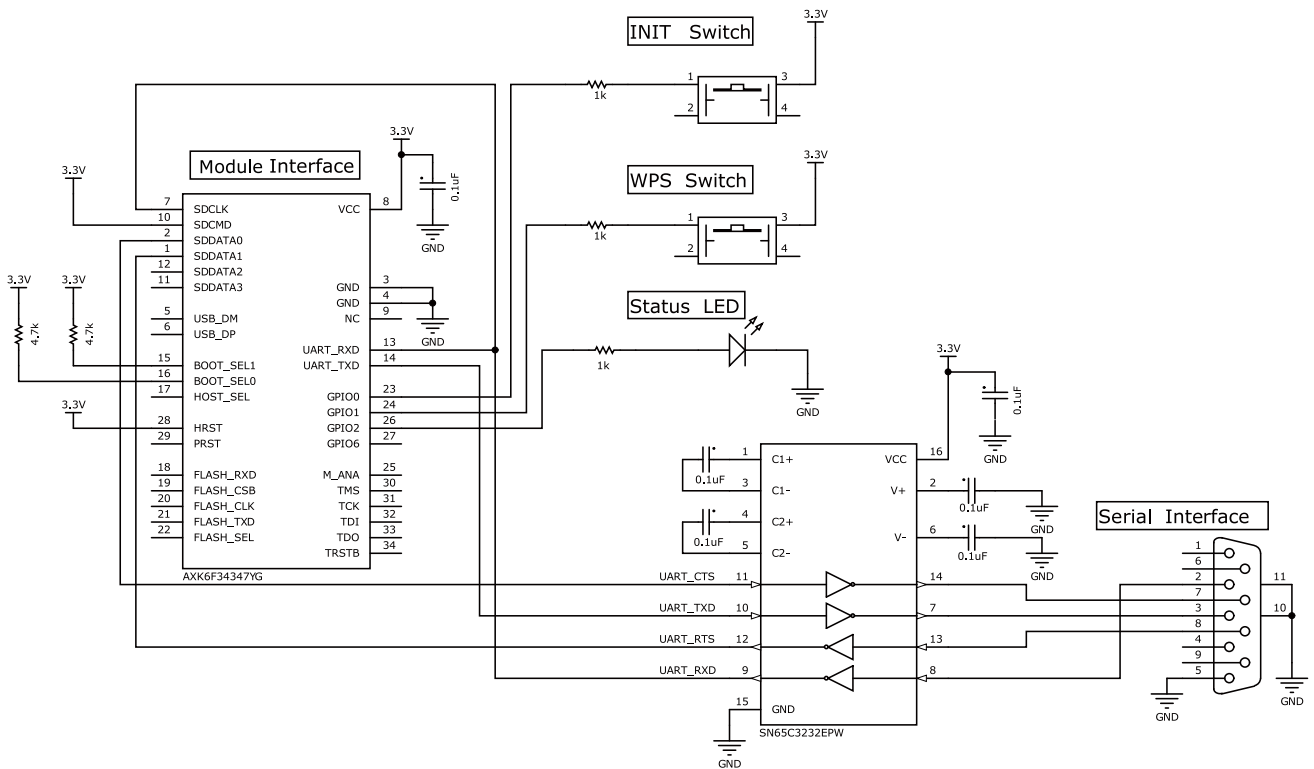 INIT Switch
3.3V
1k
1 3
2 4
3.3V
Module Interface
3.3V
0.1uF
GND
WPS Switch
3.3V
1k
1 3
2 4
3.3V
7 SDCLK VCC 8
10 SDCMD
2 SDDATA0
1 SDDATA1
12 SDDATA2
11 SDDATA3 GND 3
GND 4
5 USB_DM NC 9
6 USB_DP
UART_RXD 13
15 BOOT_SEL1 UART_TXD 14
16 BOOT_SEL0
17 HOST_SEL GPIO0 23
GPIO1 24
28 HRST GPIO2 26
29 PRST GPIO6 27
18 FLASH_RXD M_ANA 25
19 FLASH_CSB TMS 30
20 FLASH_CLK TCK 31
21 FLASH_TXD TDI 32
22 FLASH_SEL TDO 33
TRSTB 34
AXK6F34347YG
3.3V 3.3V
4.7k 4.7k
3.3V
GND
Status LED
1k
GND
3.3V
0.1uF
GND
1 C1+ VCC 16
0.1uF
3 C1- V+ 2
0.1uF
GND
4 C2+
0.1uF
V- 6
0.1uF
GND
5 C2-
UART_CTS 11 14
UART_TXD 10 7
UART_RTS 12 13
UART_RXD 9 8
15 GND
GND
SN65C3232EPW
Serial Interface
1
6
2 11
7
3 10
8
4
9
5
GND
GND